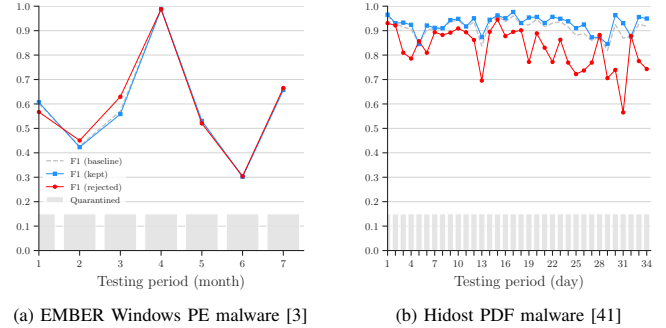 1.0
0.9
0.8
0.7
0.6
0.5
0.4
0.3
0.2
0.1
0.0
F1 (baseline)
F1 (kept)
F1 (rejected)
Quarantined
1 2 3 4 5 6 7
Testing period (month)
(a) EMBER Windows PE malware [3]
1.0
0.9
0.8
0.7
0.6
0.5
0.4
0.3
0.2
0.1
0.0
1 4 7 10 13 16 19 22 25 28 31 34
Testing period (day)
(b) Hidost PDF malware [41]